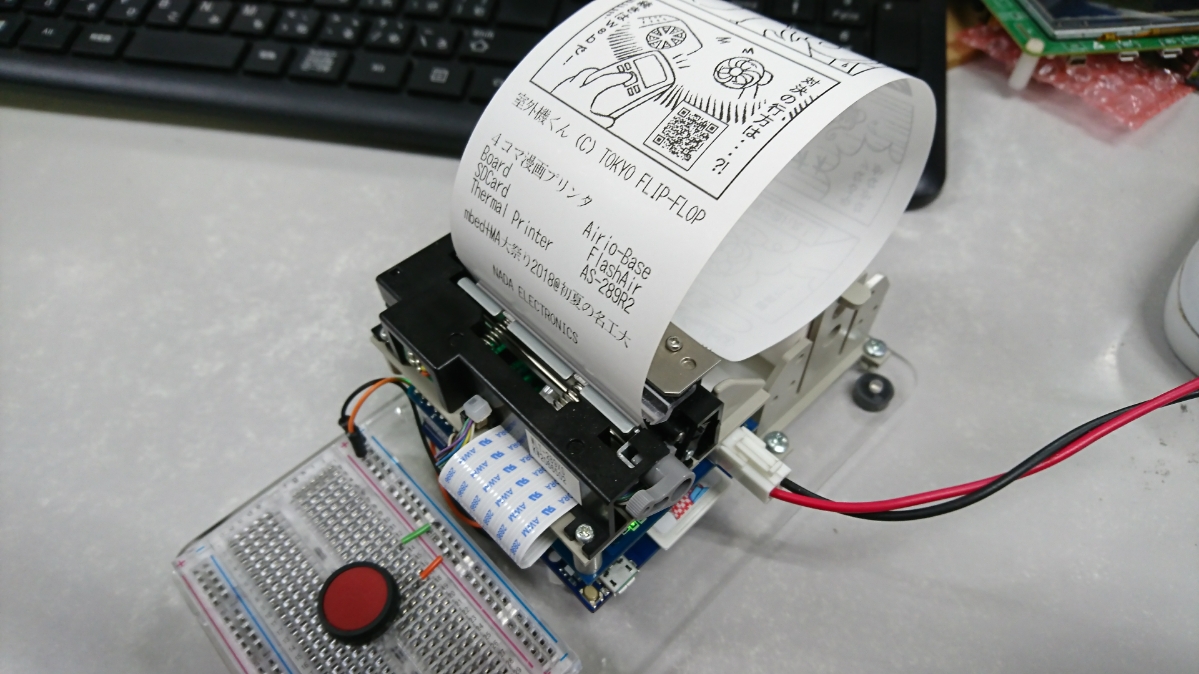 対決の行方は...?!
室外機くん (C) TOKYO FLIP-FLOP
4コマ漫画プリンタ
Board Airio-Base
SDCard FlashAir
Thermal Printer AS-289R2
mbed+MA大祭り2018@初夏の名工大
NADA ELECTRONICS